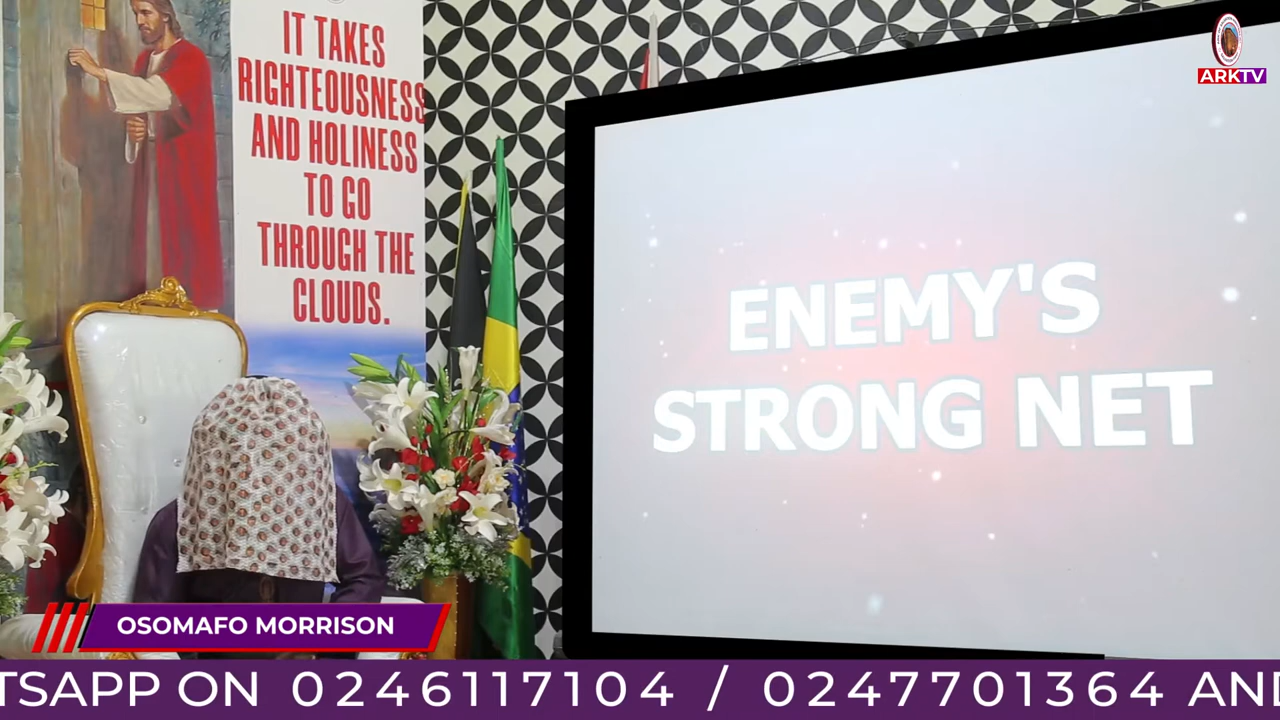 IT TAKES
RIGHTEOUSNESS
AND HOLINESS
TO GO
THROUGH THE
CLOUDS.
ARKTV
ENEMY'S
STRONG NET
OSOMAFO MORRISON
TSAPP ON 0246117104 / 0247701364 AND